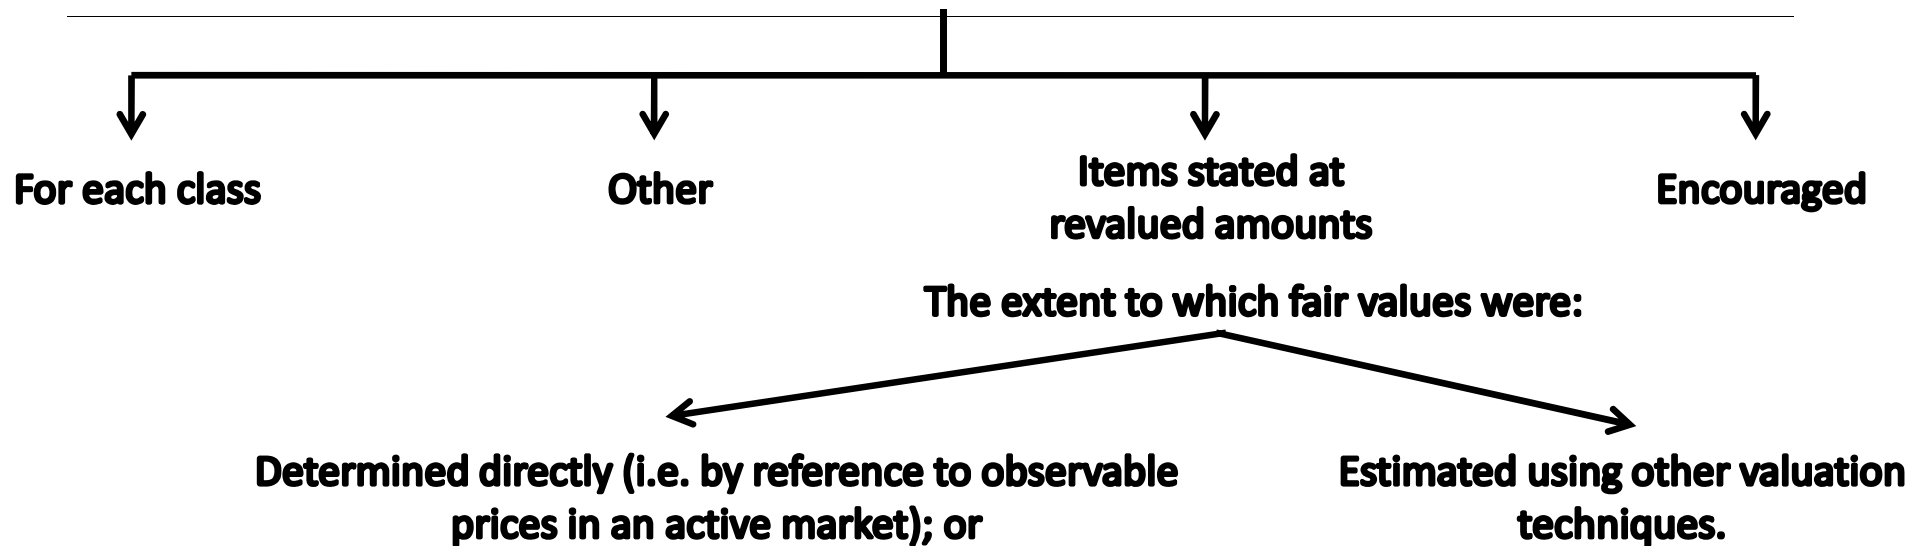 For each class
Other
Items stated at
revalued amounts
Encouraged
The extent to which fair values were:
Determined directly (i.e. by reference to observable
prices in an active market); or
Estimated using other valuation
techniques.